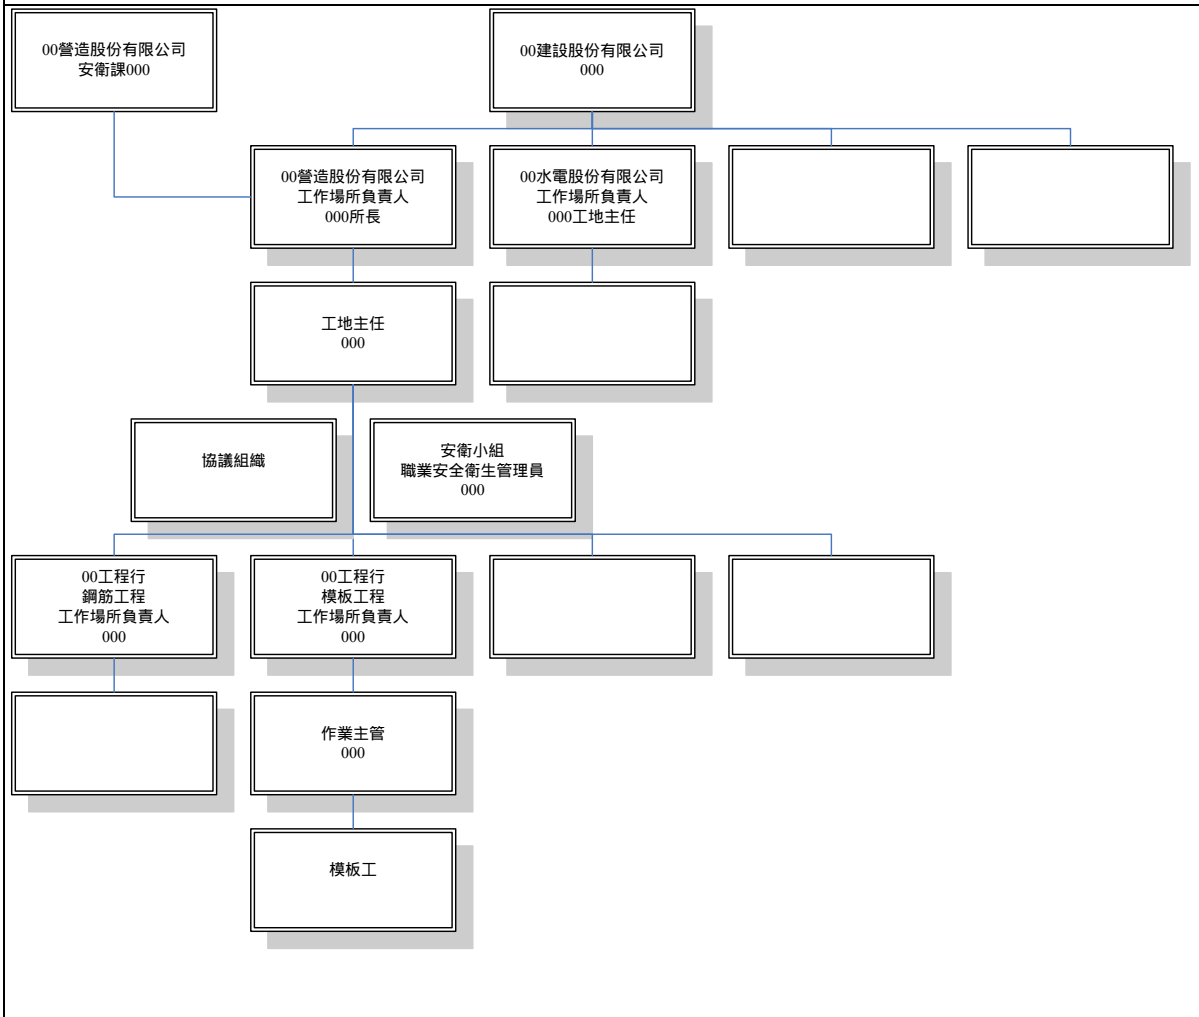 00營造股份有限公司
安衛課000
00建設股份有限公司
000
00營造股份有限公司
工作場所負責人
000所長
00水電股份有限公司
工作場所負責人
000工地主任
工地主任
000
協議組織
安衛小組
職業安全衛生管理員
000
00工程行
鋼筋工程
工作場所負責人
000
00工程行
模板工程
工作場所負責人
000
作業主管
000
模板工